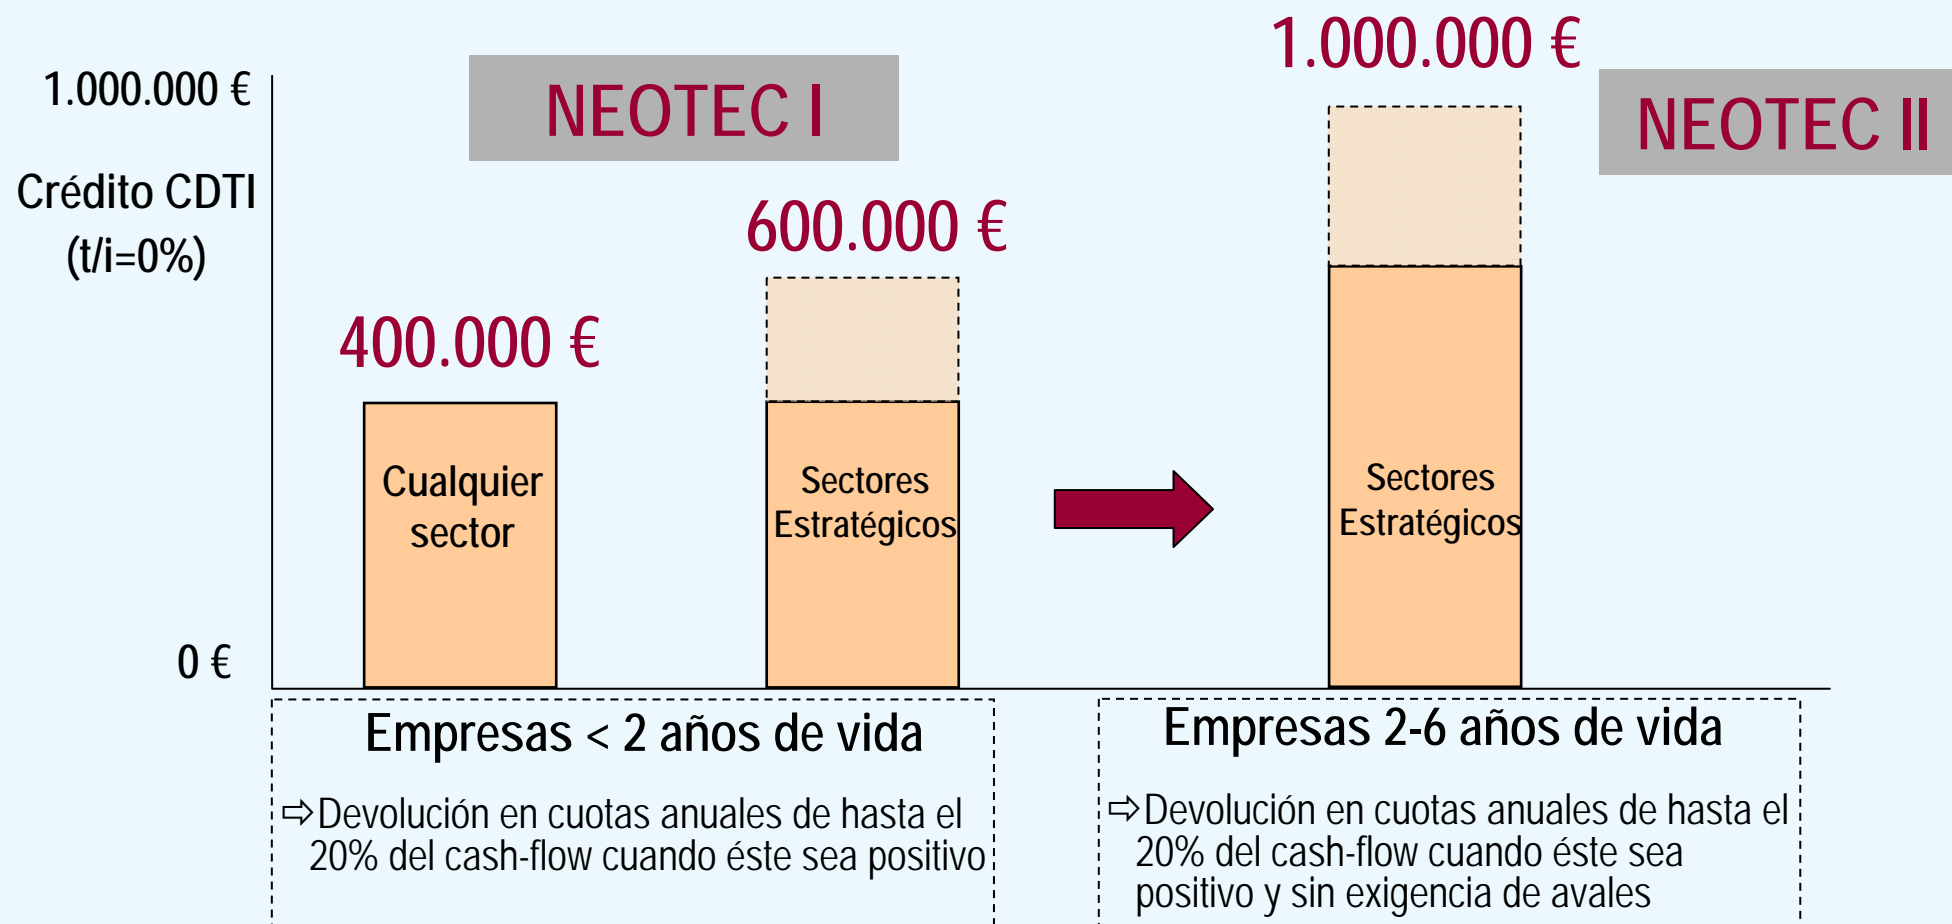 1.000.000 €
NEOTEC I
NEOTEC II
1.000.000 €
Crédito CDTI
(t/i=0%)
600.000 €
400.000 €
Cualquier
sector
Sectores
Estratégicos
Sectores
Estratégicos
0 €
Empresas < 2 años de vida
⇨Devolución en cuotas anuales de hasta el
20% del cash-flow cuando éste sea positivo
Empresas 2-6 años de vida
⇨Devolución en cuotas anuales de hasta el
20% del cash-flow cuando éste sea
positivo y sin exigencia de avales